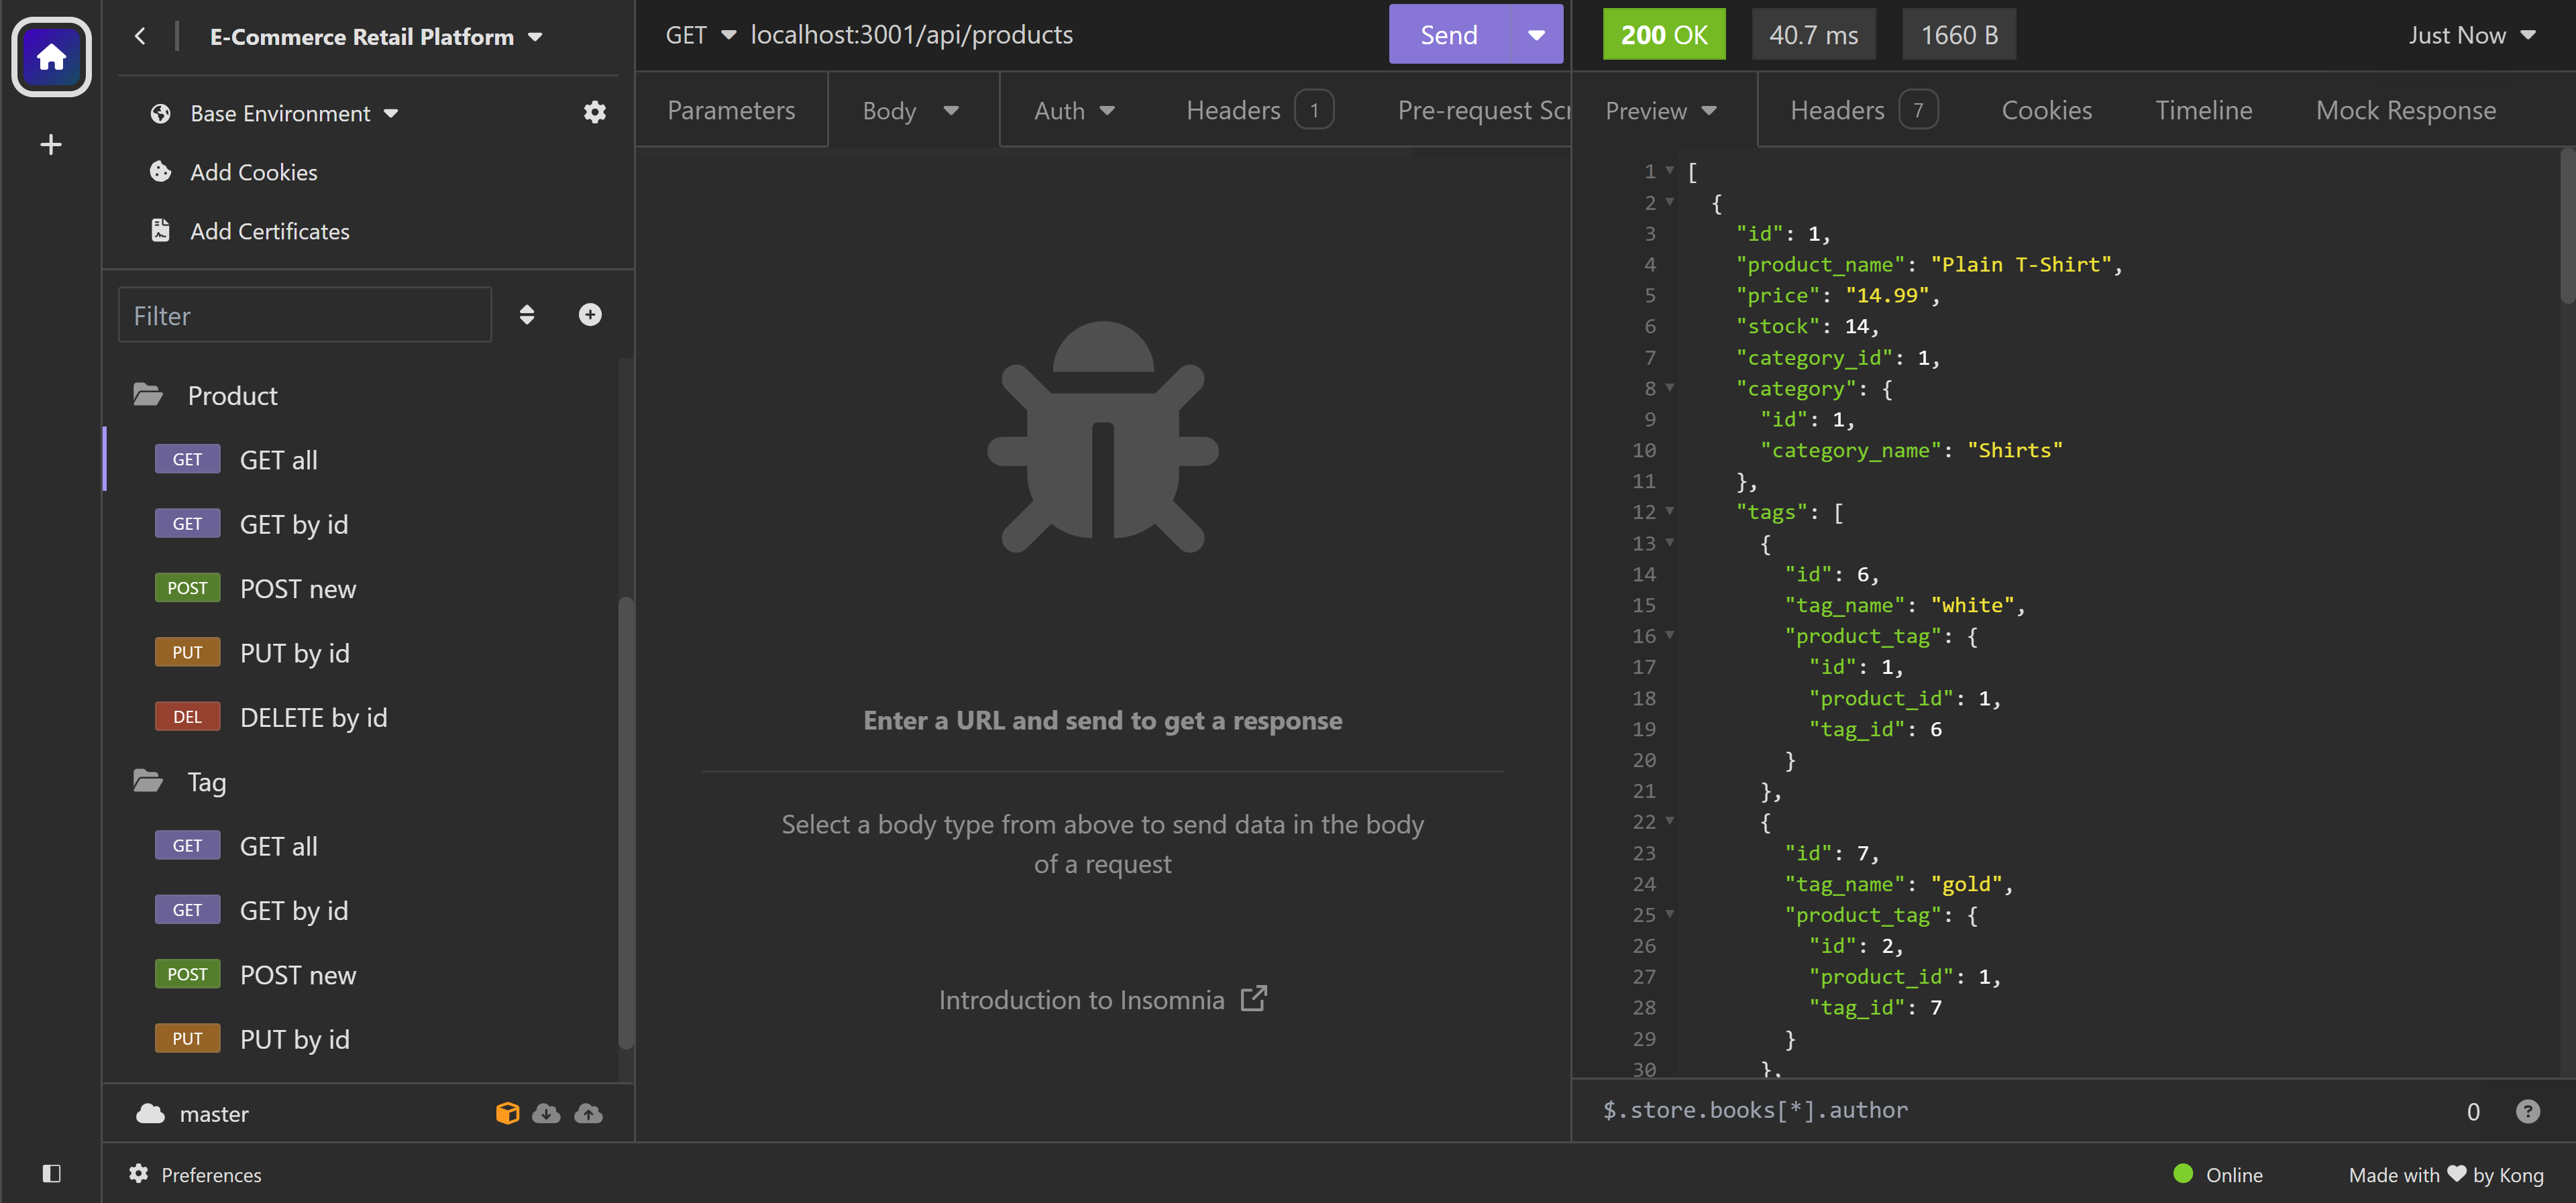 E-Commerce Retail Platform
Base Environment
Add Cookies
Add Certificates
Filter
Product
GET GET all
GET GET by id
POST POST new
PUT PUT by id
DEL DELETE by id
Tag
GET GET all
GET GET by id
POST POST new
PUT PUT by id
master
Preferences
GET localhost:3001/api/products Send
Parameters Body Auth Headers 1 Pre-request Scr
Enter a URL and send to get a response
Select a body type from above to send data in the body
of a request
Introduction to Insomnia
200 OK 40.7 ms 1660 B Just Now
Preview Headers 7 Cookies Timeline Mock Response
1 [
2 {
3 "id": 1,
4 "product_name": "Plain T-Shirt",
5 "price": "14.99",
6 "stock": 14,
7 "category_id": 1,
8 "category": {
9 "id": 1,
10 "category_name": "Shirts"
11 },
12 "tags": [
13 {
14 "id": 6,
15 "tag_name": "white",
16 "product_tag": {
17 "id": 1,
18 "product_id": 1,
19 "tag_id": 6
20 }
21 },
22 {
23 "id": 7,
24 "tag_name": "gold",
25 "product_tag": {
26 "id": 2,
27 "product_id": 1,
28 "tag_id": 7
29 }
30 },
$.store.books[*].author 0
Online Made with ♥ by Kong